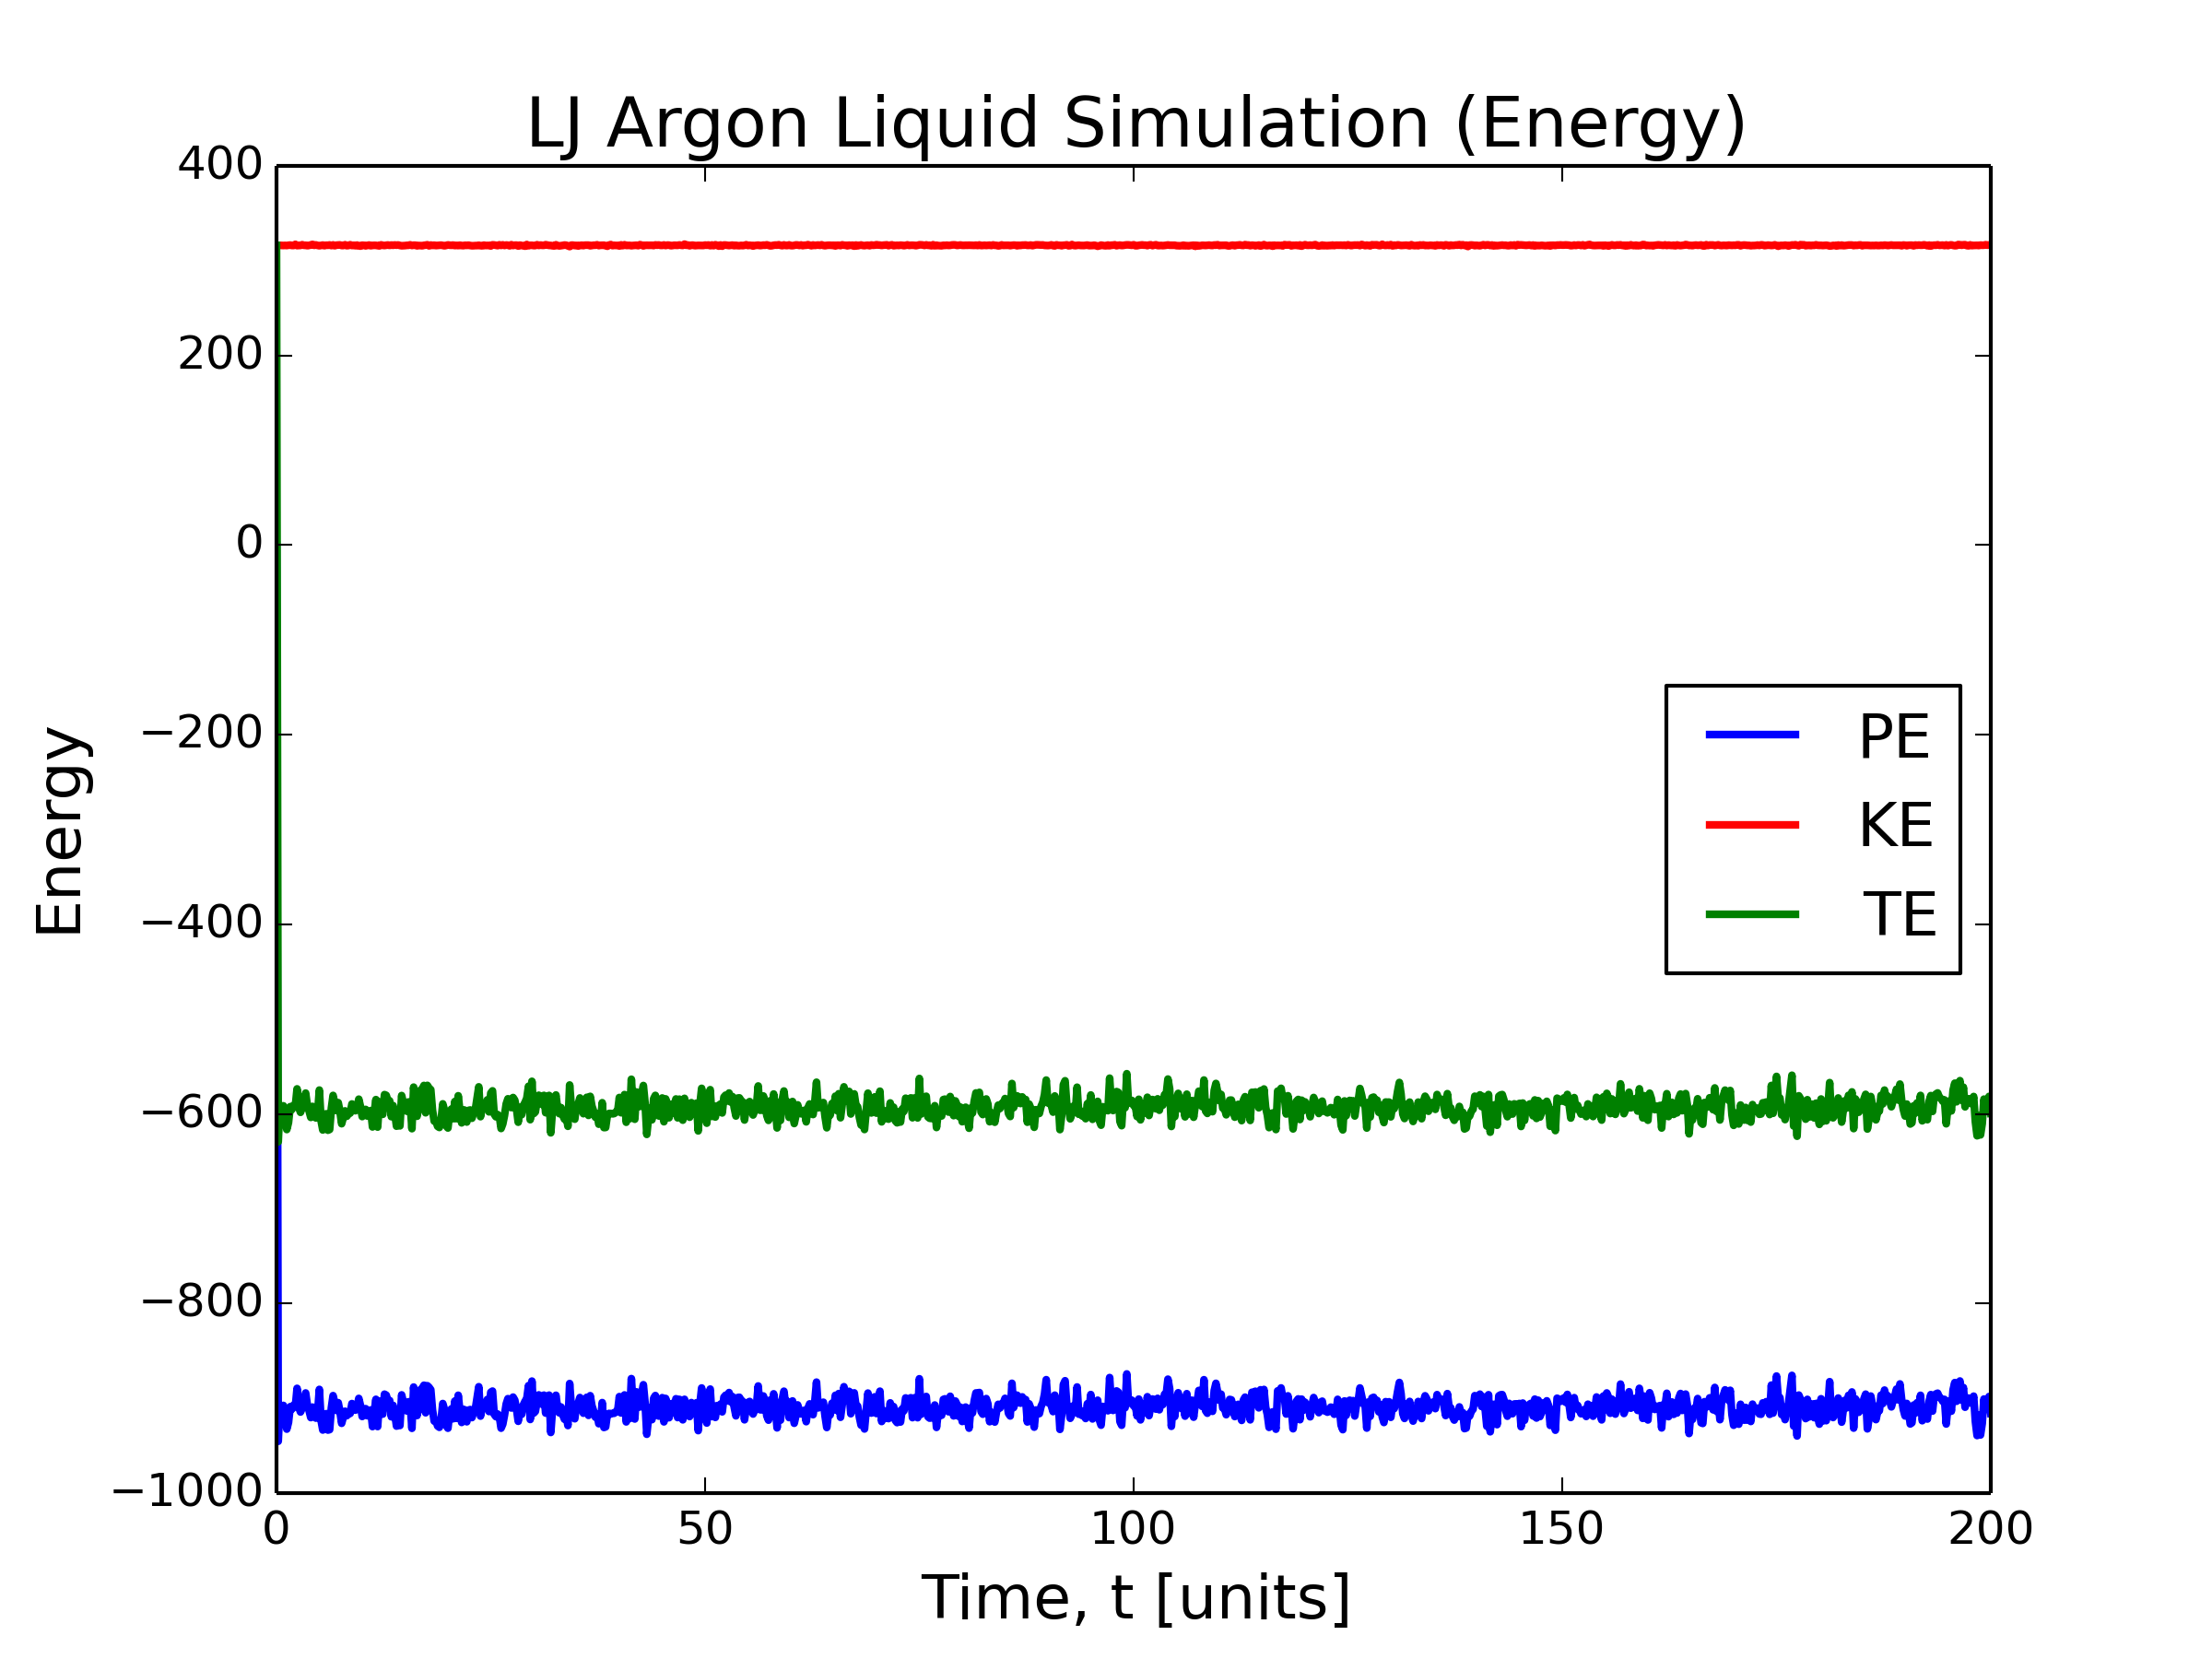 LJ Argon Liquid Simulation (Energy)
400
200
0
−200
−400
−600
−800
−1000
Energy
PE
KE
TE
0 50 100 150 200
Time, t [units]